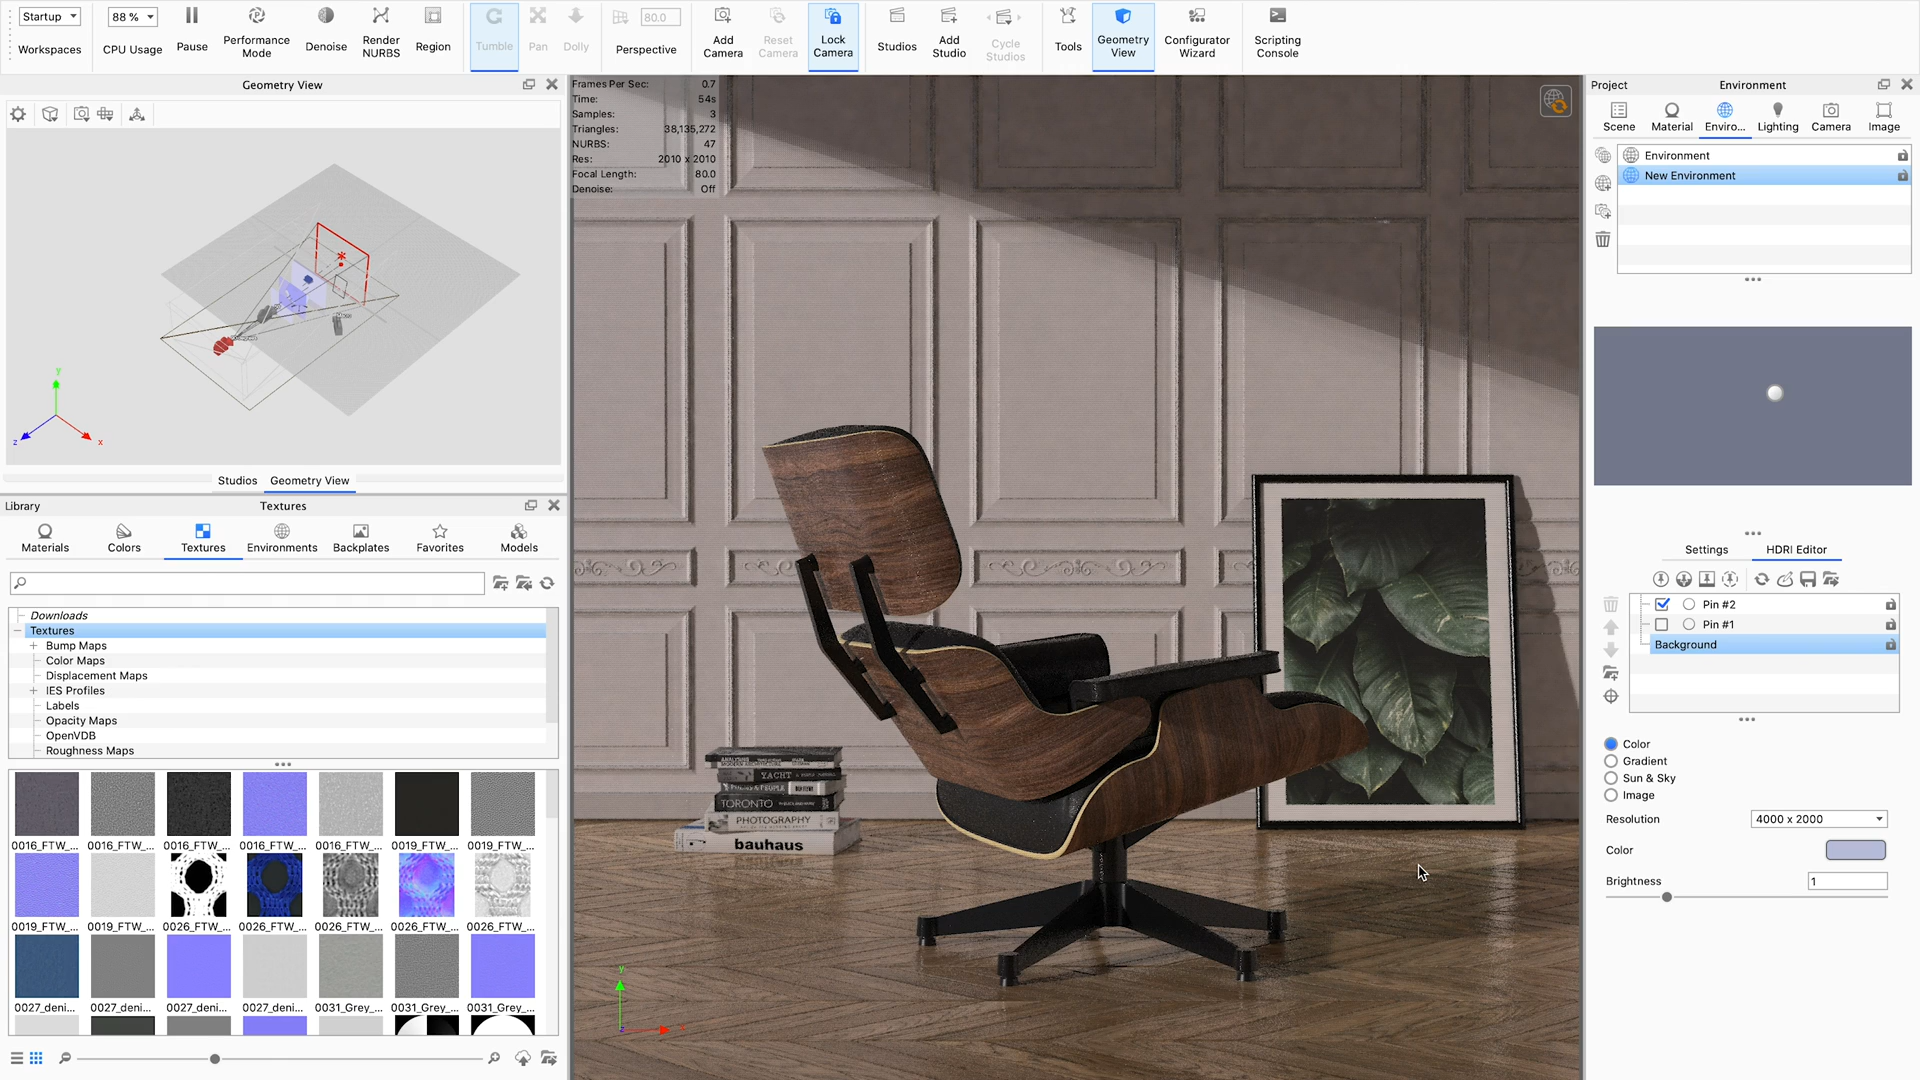 Startup
Workspaces
88 %
CPU Usage
Pause
Performance
Mode
Denoise
Render
NURBS
Region
Tumble
Pan
Dolly
80.0
Perspective
Add
Camera
Reset
Camera
Lock
Camera
Studios
Add
Studio
Cycle
Studios
Tools
Geometry
View
Configurator
Wizard
Scripting
Console
Geometry View
y
z
x
Studios
Geometry View
Library
Textures
Materials
Colors
Textures
Environments
Backplates
Favorites
Models
Downloads
Textures
Bump Maps
Color Maps
Displacement Maps
IES Profiles
Labels
Opacity Maps
OpenVDB
Roughness Maps
0016_FTW_... 0016_FTW_... 0016_FTW_... 0016_FTW_... 0016_FTW_... 0019_FTW_... 0019_FTW_...
0019_FTW_... 0019_FTW_... 0026_FTW_... 0026_FTW_... 0026_FTW_... 0026_FTW_... 0026_FTW_...
0027_deni... 0027_deni... 0027_deni... 0027_deni... 0031_Grey_... 0031_Grey_... 0031_Grey_...
Frames Per Sec: 0.7
Time: 54s
Samples: 3
Triangles: 38,135,272
NURBS: 47
Res: 2010 x 2010
Focal Length: 80.0
Denoise: Off
YACHT
TORONTO
PHOTOGRAPHY
bauhaus
y
x
Project
Environment
Scene
Material
Enviro...
Lighting
Camera
Image
Environment
New Environment
Settings
HDRI Editor
Pin #2
Pin #1
Background
Color
Gradient
Sun & Sky
Image
Resolution
4000 x 2000
Color
Brightness
1